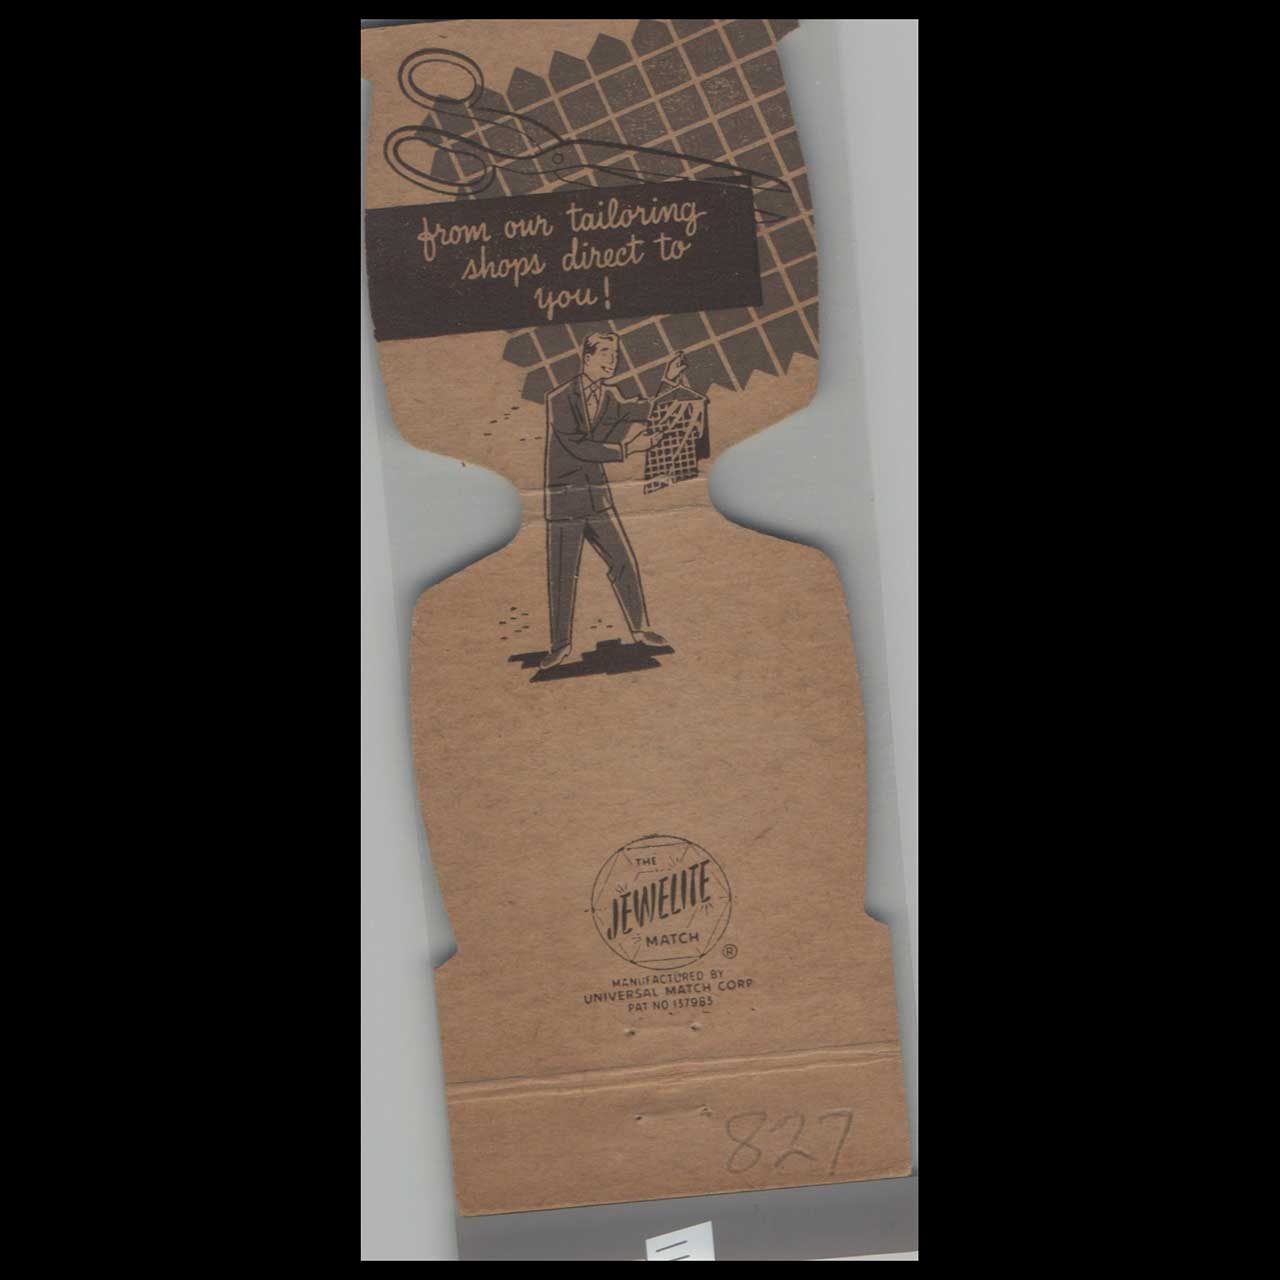 from our tailoring
shops direct to
you!
THE
JEWELITE
MATCH
®
MANUFACTURED BY
UNIVERSAL MATCH CORP
PAT NO 137983
827